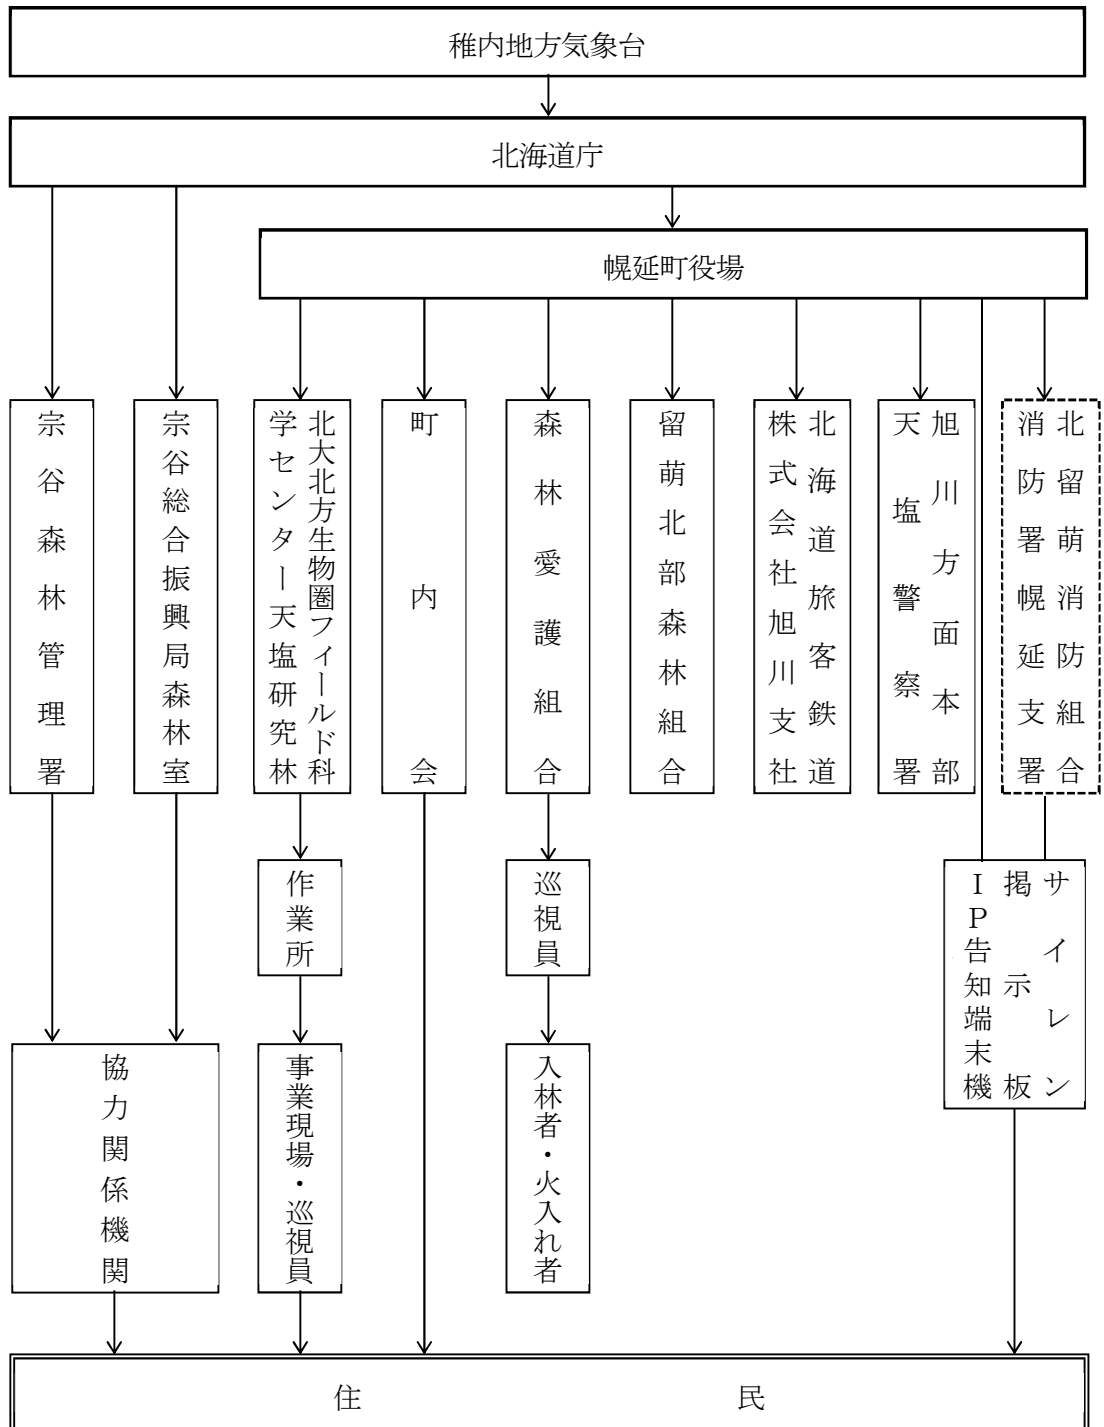 稚内地方気象台
北海道庁
幌延町役場
宗谷森林管理署
宗谷総合振興局森林室
北大北方生物圏フィールド科
学センター天塩研究林
町内会
森林愛護組合
留萌北部森林組合
北海道旅客鉄道
株式会社旭川支社
旭川方面本部
天塩警察署
北留萌消防組合
消防署幌延支署
作業所
巡視員
サイレン
掲示板
IP告知端末機
協力関係機関
事業現場・巡視員
入林者・火入れ者
住民